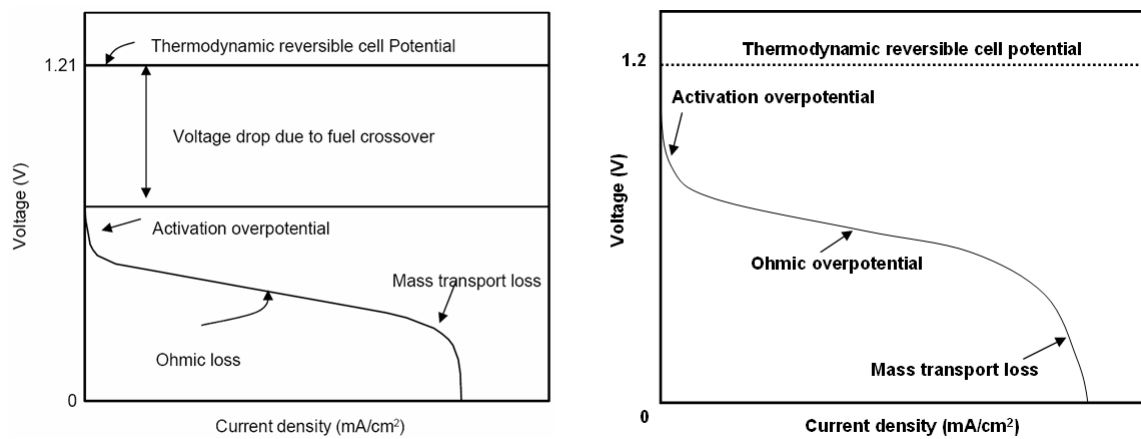 Thermodynamic reversible cell Potential
1.21
Voltage drop due to fuel crossover
Voltage (V)
Activation overpotential
Mass transport loss
Ohmic loss
0
Current density (mA/cm²)
Thermodynamic reversible cell potential
1.2
Activation overpotential
Voltage (V)
Ohmic overpotential
Mass transport loss
0
Current density (mA/cm²)